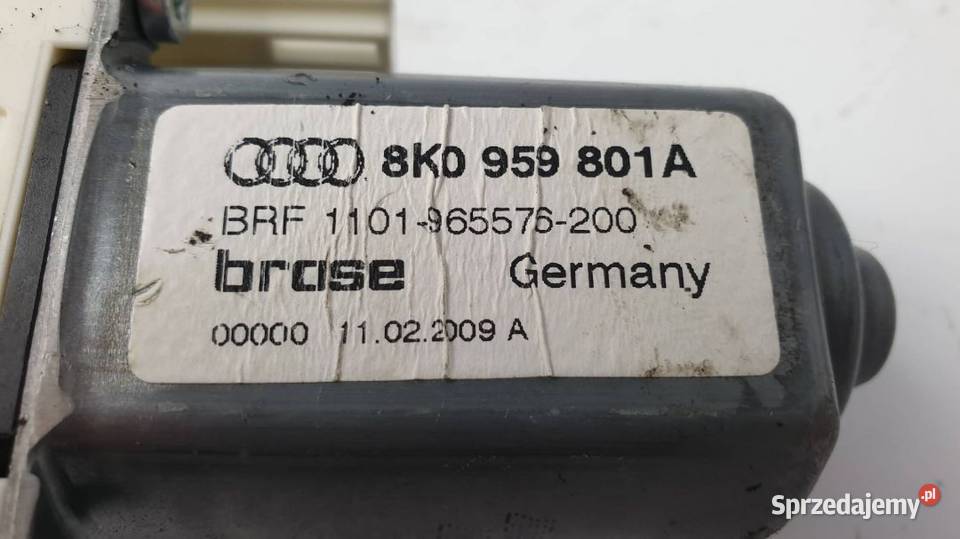 8K0 959 801A
BRF 1101-965576-200
brose Germany
00000 11.02.2009 A
Sprzedajemy.pl